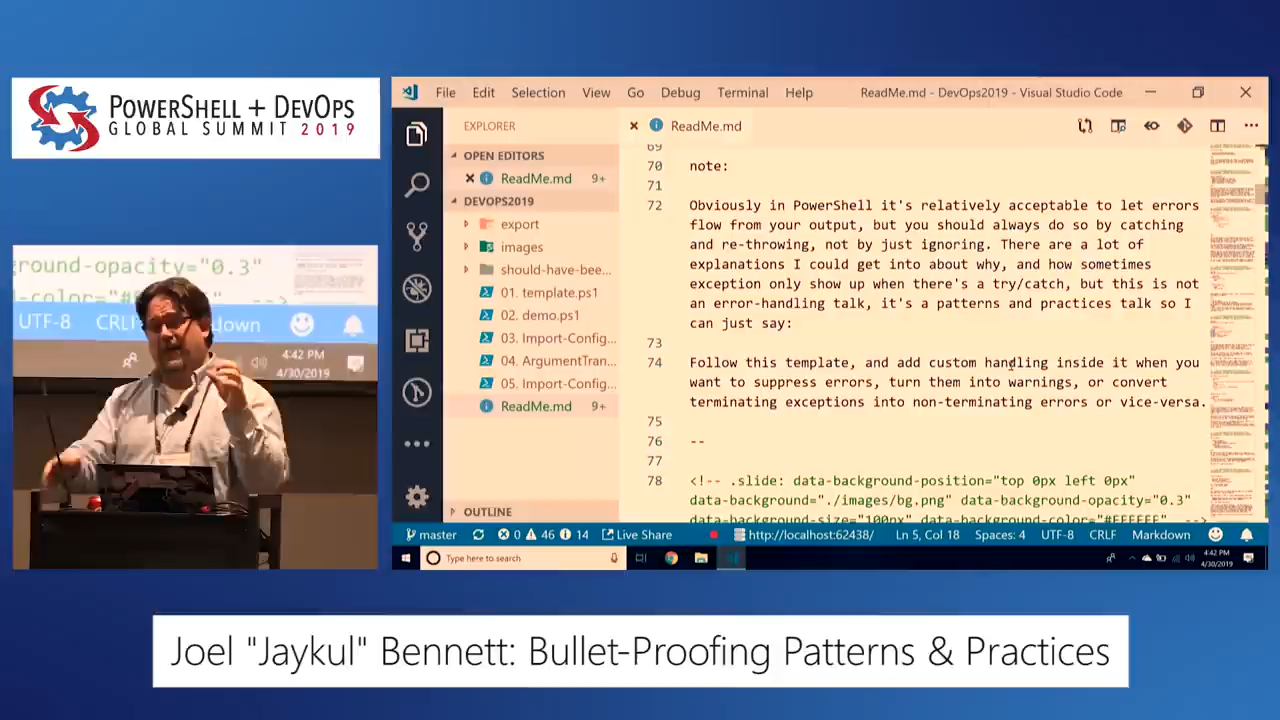 POWERSHELL + DEVOPS
GLOBAL SUMMIT 2019
round-opacity="0.3"
-color="#
-->
UTF-8 CRLF
down
4:42 PM
4/30/2019
File Edit Selection View Go Debug Terminal Help ReadMe.md - DevOps2019 - Visual Studio Code
EXPLORER
ReadMe.md
OPEN EDITORS
ReadMe.md 9+
DEVOPS2019
export
images
should-have-bee...
01. template.ps1
02. demo.ps1
03. Import-Config...
04. ArgumentTran...
05. Import-Config...
ReadMe.md 9+
OUTLINE
69
70 note:
71
72 Obviously in PowerShell it's relatively acceptable to let errors
flow from your output, but you should always do so by catching
and re-throwing, not by just ignoring. There are a lot of
explanations I could get into about why, and how sometimes
exception only show up when there's a try/catch, but this is not
an error-handling talk, it's a patterns and practices talk so I
can just say:
73
74 Follow this template, and add custom handling inside it when you
want to suppress errors, turn them into warnings, or convert
terminating exceptions into non-terminating errors or vice-versa.
75
76 --
77
78 <!-- .slide: data-background-position="top 0px left 0px"
data-background="./images/bg.png" data-background-opacity="0.3"
data-background-size="100px" data-background-color="#FFFFFF" -->
master 0 46 14 Live Share http://localhost:62438/ Ln 5, Col 18 Spaces: 4 UTF-8 CRLF Markdown
Type here to search
4:42 PM
4/30/2019
Joel "Jaykul" Bennett: Bullet-Proofing Patterns & Practices